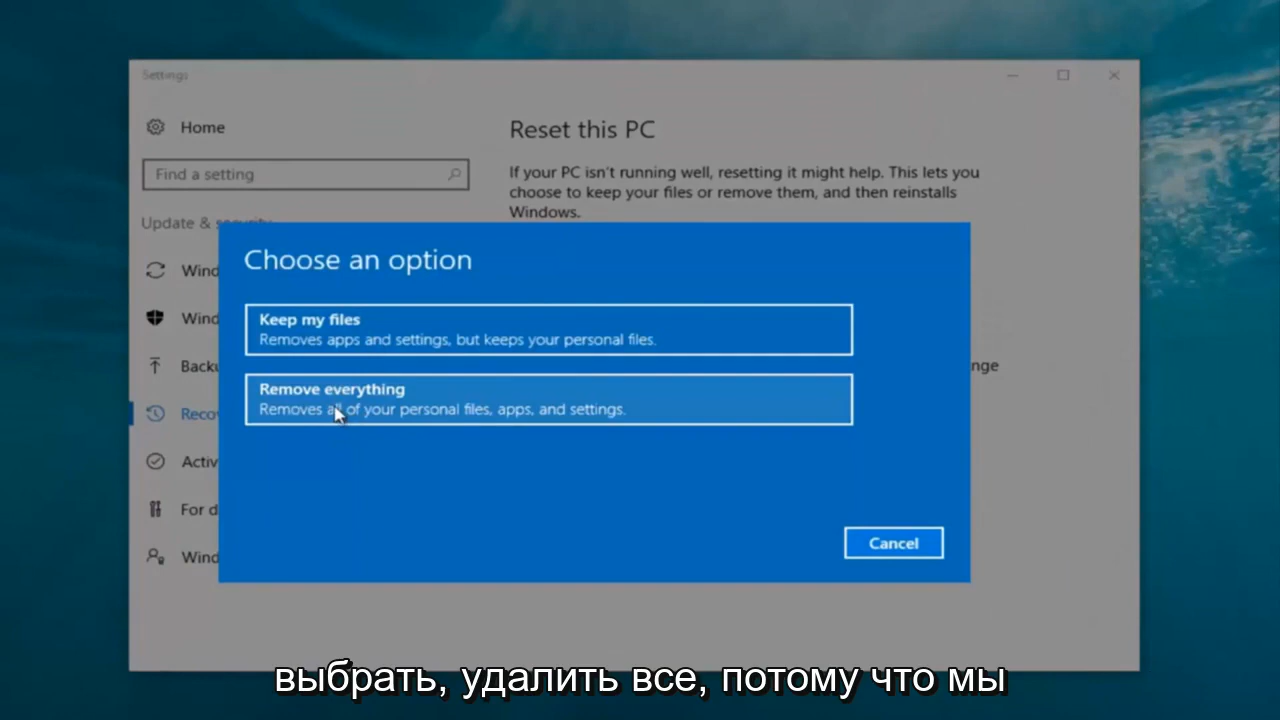 Settings
Home
Find a setting
Update & security
Wind
Wind
Backu
Reco
Activ
For d
Wind
Reset this PC
If your PC isn't running well, resetting it might help. This lets you
choose to keep your files or remove them, and then reinstalls
Windows.
nge
Choose an option
Keep my files
Removes apps and settings, but keeps your personal files.
Remove everything
Removes all of your personal files, apps, and settings.
Cancel
выбрать, удалить все, потому что мы